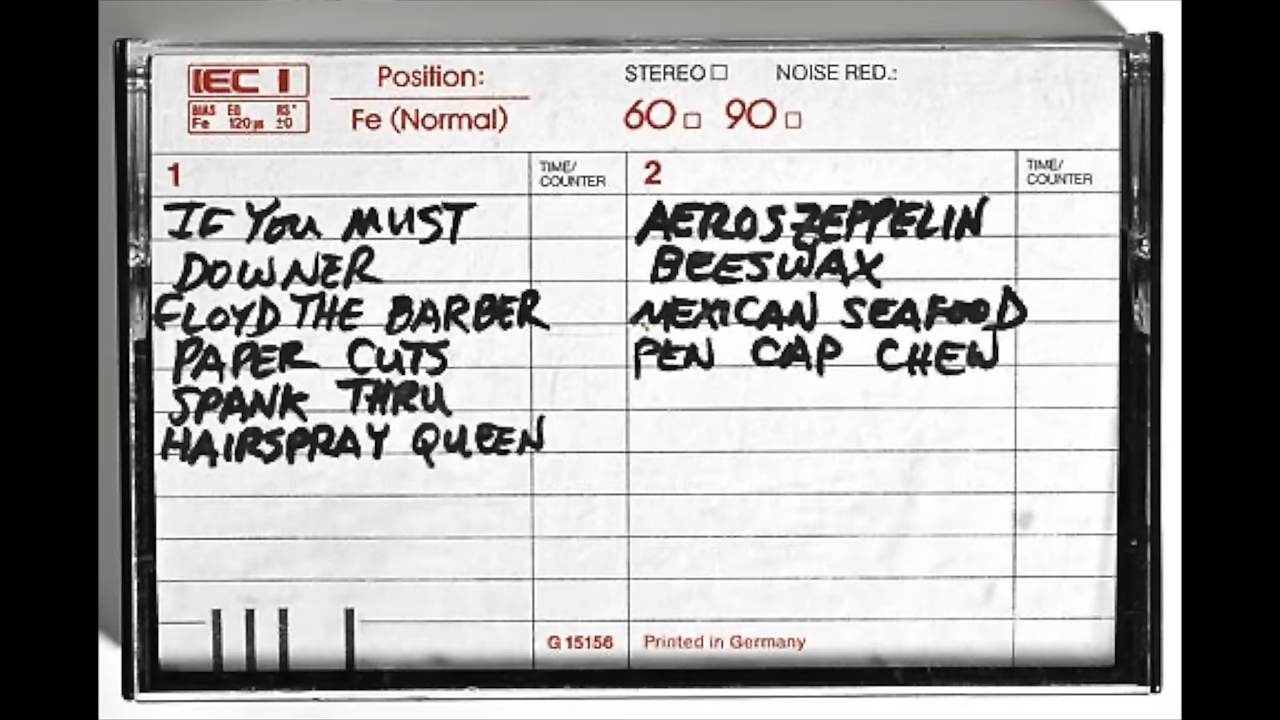 IEC I
Position:
Fe (Normal)
BIAS EQ RS*
Fe 120µs ±0
STEREO □ NOISE RED.:
60 □ 90 □
1
TIME/
COUNTER
IF YOU MUST
DOWNER
FLOYD THE BARBER
PAPER CUTS
SPANK THRU
HAIRSPRAY QUEEN
2
TIME/
COUNTER
AEROSZEPPELIN
BEESWAX
MEXICAN SEAFOOD
PEN CAP CHEW
G 15156
Printed in Germany